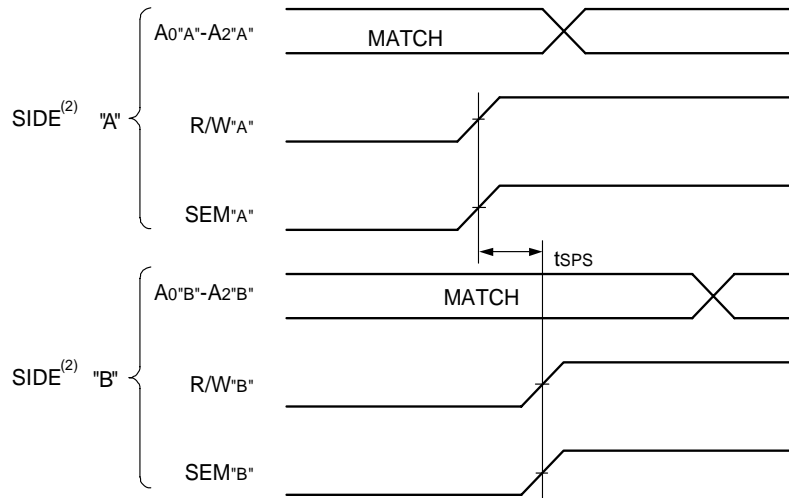 A0"A"-A2"A"
MATCH
SIDE(2) "A"
R/W"A"
SEM"A"
tSPS
A0"B"-A2"B"
MATCH
SIDE(2) "B"
R/W"B"
SEM"B"